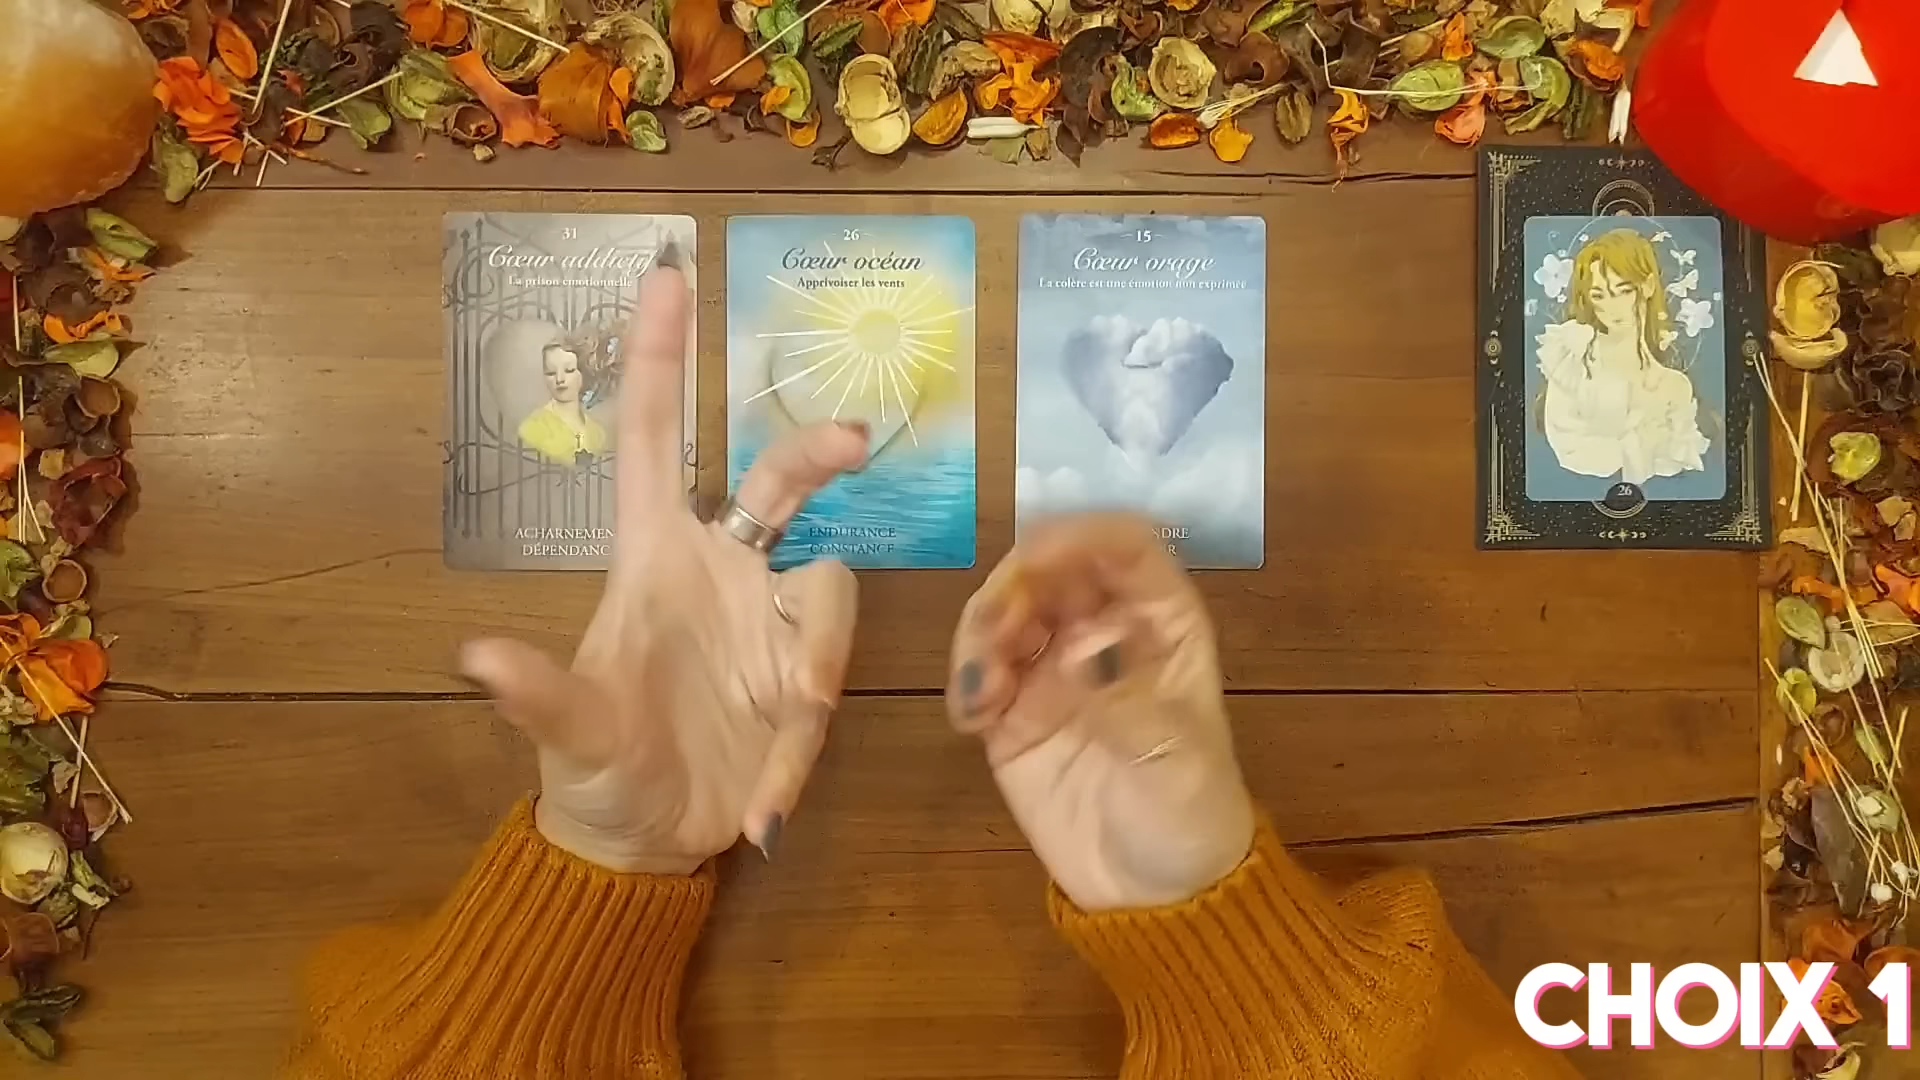 31
Cœur addictif
La prison émotionnelle
DÉPENDANC
26
Cœur océan
Apprivoiser les vents
ENDURANCE
CONSTANCE
15
Cœur orage
La colère est une émotion non exprimée
26
CHOIX 1